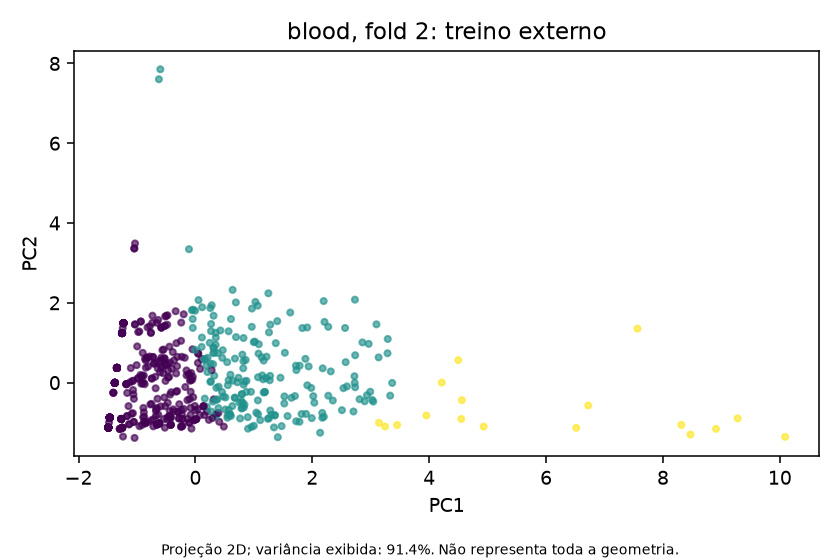 blood, fold 2: treino externo
8
6
4
2
0
PC2
−2 0 2 4 6 8 10
PC1
Projeção 2D; variância exibida: 91.4%. Não representa toda a geometria.